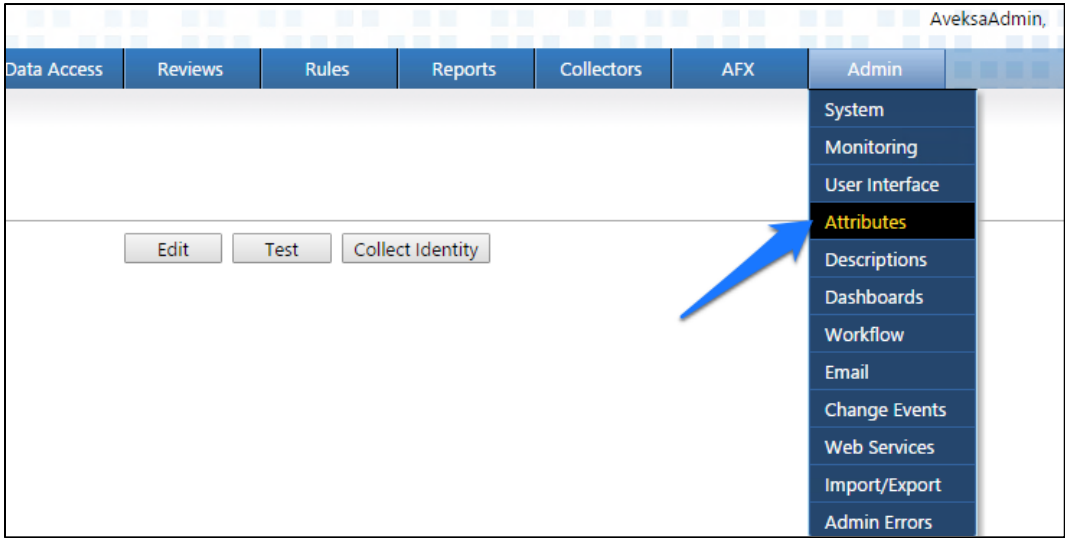 AveksaAdmin,
Data Access Reviews Rules Reports Collectors AFX Admin
System
Monitoring
User Interface
Attributes
Edit Test Collect Identity
Descriptions
Dashboards
Workflow
Email
Change Events
Web Services
Import/Export
Admin Errors